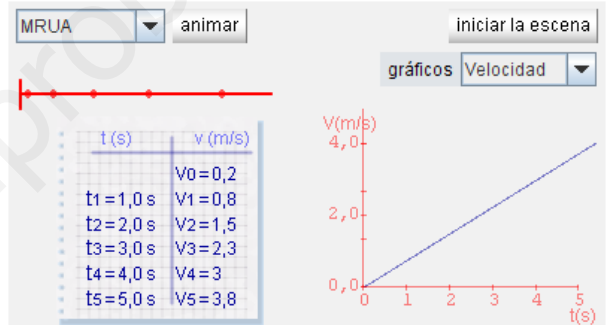 MRUA animar iniciar la escena
gráficos Velocidad
t (s) v (m/s)
V0=0,2
t1=1,0 s V1=0,8
t2=2,0 s V2=1,5
t3=3,0 s V3=2,3
t4=4,0 s V4=3
t5=5,0 s V5=3,8
V(m/s)
4,0
2,0
0,0
0 1 2 3 4 5
t(s)